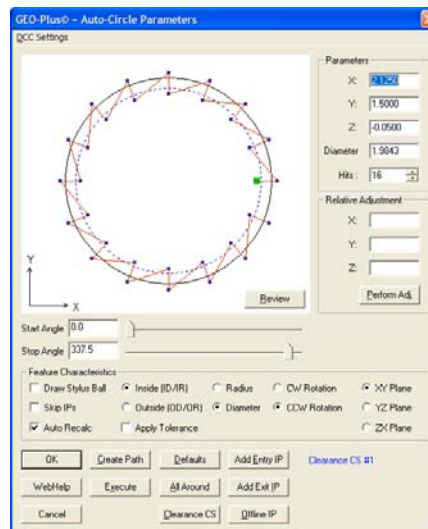 GEO-Plus© - Auto-Circle Parameters
DCC Settings
Parameters
X: 2.1250
Y: 1.5000
Z: -0.0500
Diameter 1.9843
Hits: 16
Relative Adjustment
X:
Y:
Z:
Perform Adj.
Y
X
Review
Start Angle 0.0
Stop Angle 337.5
Feature Characteristics
Draw Stylus Ball Inside (ID/IR) Radius CW Rotation XY Plane
Skip IPs Outside (OD/OR) Diameter CCW Rotation YZ Plane
Auto Recalc Apply Tolerance ZX Plane
OK Create Path Defaults Add Entry IP Clearance CS #1
WebHelp Execute All Around Add Exit IP
Cancel Clearance CS Offline IP